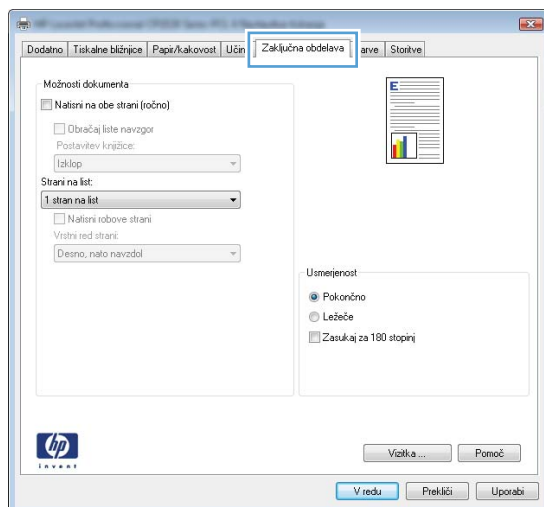 Dodatno Tiskalne bližnjice Papir/kakovost Zaključna obdelava Storitve
Možnosti dokumenta
Natisni na obe strani (ročno)
Obračaj liste navzgor
Postavitev knjižice:
Izklop
Strani na list:
1 stran na list
Natisni robove strani
Vrstni red strani:
Desno, nato navzdol
E
Usmerjenost
Pokončno
Ležeče
Zasukaj za 180 stopinj
hp
invent
Vizitka ... Pomoč
V redu Prekliči Uporabi